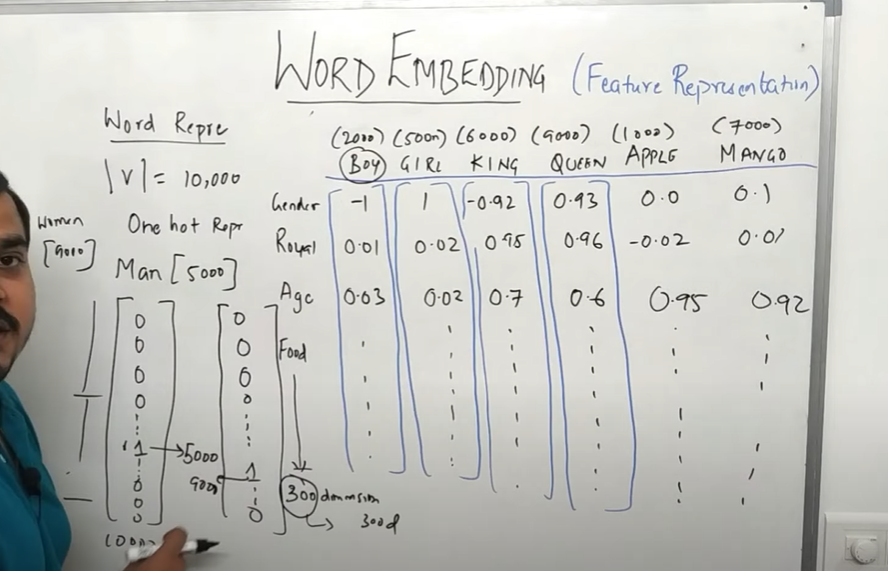 WORD EMBEDDING (Feature Representation)
Word Repre
|V| = 10,000
One hot Repr
Women
[9000]
Man [5000]
0 0
0 0
0 0
0 0
1 → 5000
9000 1
0
0
0 0
(2000) (5000) (6000) (9000) (1000) (7000)
BOY GIRL KING QUEEN APPLE MANGO
Gender -1 1 -0.92 0.93 0.0 0.1
Royal 0.01 0.02 0.95 0.96 -0.02 0.01
Age 0.03 0.02 0.7 0.6 0.95 0.92
Food
300 dimension
→ 300d